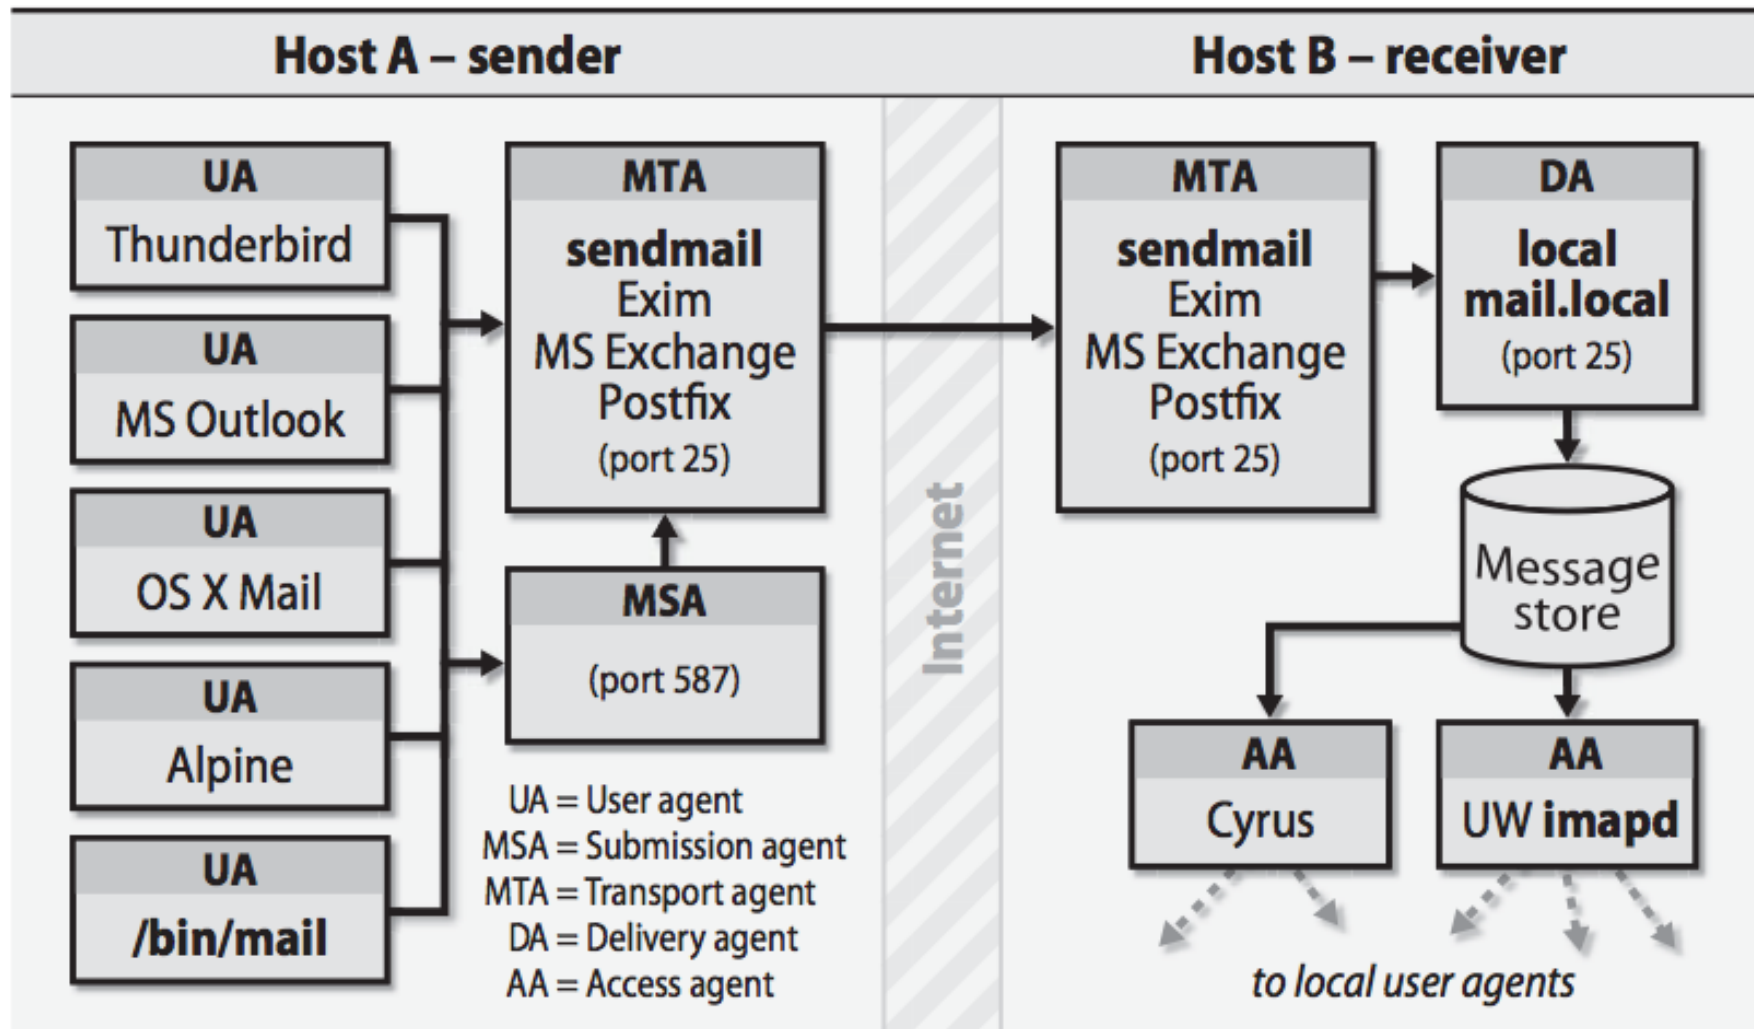 Host A – sender
Host B – receiver
UA
Thunderbird
UA
MS Outlook
UA
OS X Mail
UA
Alpine
UA
/bin/mail
MTA
sendmail
Exim
MS Exchange
Postfix
(port 25)
MSA
(port 587)
UA = User agent
MSA = Submission agent
MTA = Transport agent
DA = Delivery agent
AA = Access agent
Internet
MTA
sendmail
Exim
MS Exchange
Postfix
(port 25)
DA
local
mail.local
(port 25)
Message
store
AA
Cyrus
AA
UW imapd
to local user agents